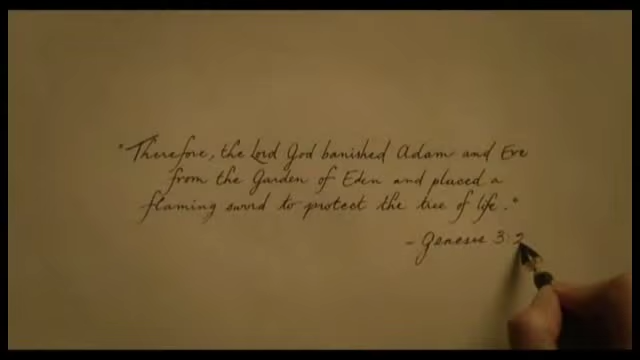 "Therefore, the Lord God banished Adam and Eve
from the Garden of Eden and placed a
flaming sword to protect the tree of life."
- Genesis 3:2